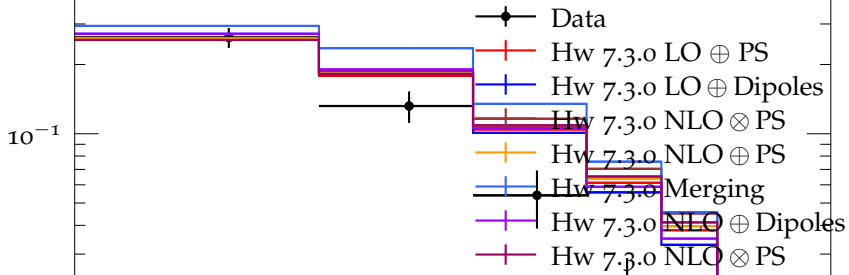 Data
Hw 7.3.0 LO ⊕ PS
Hw 7.3.0 LO ⊕ Dipoles
Hw 7.3.0 NLO ⊗ PS
10⁻¹
Hw 7.3.0 NLO ⊕ PS
Hw 7.3.0 Merging
Hw 7.3.0 NLO ⊕ Dipoles
Hw 7.3.0 NLO ⊗ PS